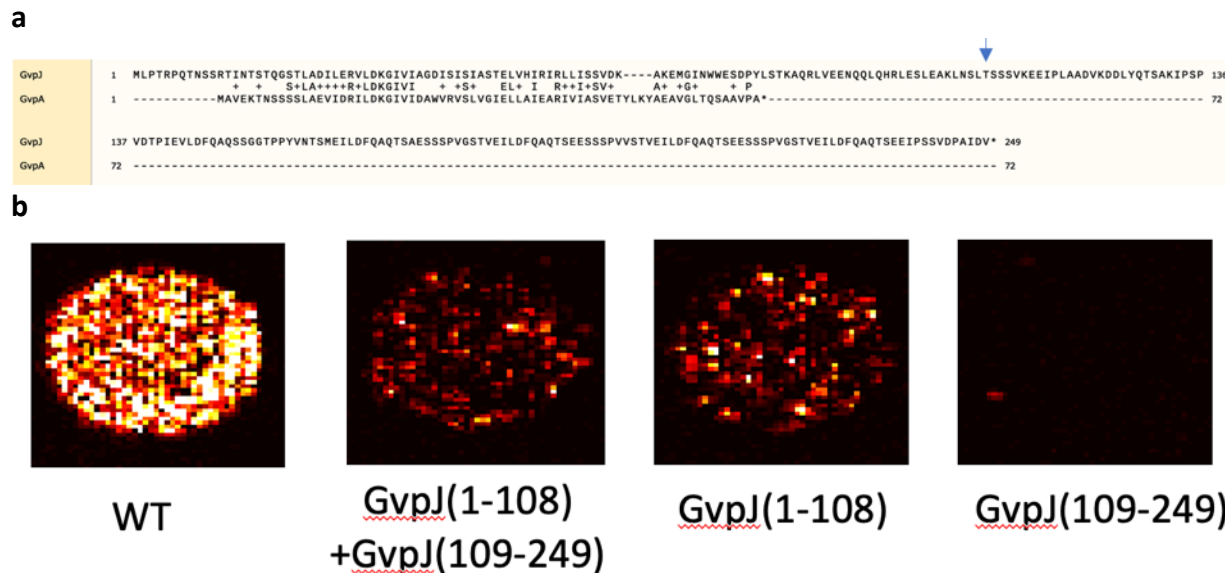 a
GvpJ 1 MLPTRPQTNSSRTINTSTQGSTLADILERVLDKGIVIAGDISISIASTELVHIRIRLLISSVDK----AKEMGINWWESDPYLSTKAQRLVEENQQLQHRLESLEAKLNSLTSSSVKEEIPLAADVKDDLYQTSAKIPSP 136
+ + S+LA++++R+LDKGIVI + +S+ EL+ I R++I+SV+ A+ +G+ + P
GvpA 1 -----------MAVEKTNSSSSLAEVIDRILDKGIVIDAWVRVSLVGIELLAIEARIVIASVETYLKYAEAVGLTQSAAVPA*--------------------------------------------------------- 72
GvpJ 137 VDTPIEVLDFQAQSSGGTPPYVNTSMEILDFQAQTSAESSSPVGSTVEILDFQAQTSEESSSPVVSTVEILDFQAQTSEESSSPVGSTVEILDFQAQTSEEIPSSVDPAIDV* 249
GvpA 72 ----------------------------------------------------------------------------------------------------------------- 72
b
WT
GvpJ(1-108)
+GvpJ(109-249)
GvpJ(1-108)
GvpJ(109-249)